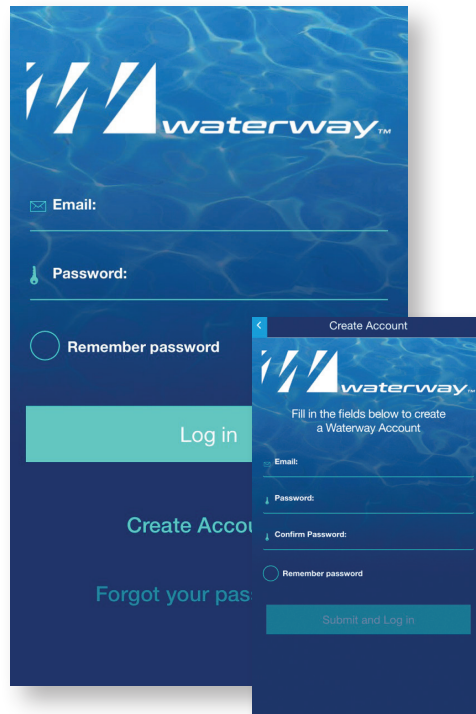 waterway™
Email:
Password:
Remember password
Log in
Create Accou
Forgot your pas
Create Account
waterway™
Fill in the fields below to create
a Waterway Account
Email:
Password:
Confirm Password:
Remember password
Submit and Log in